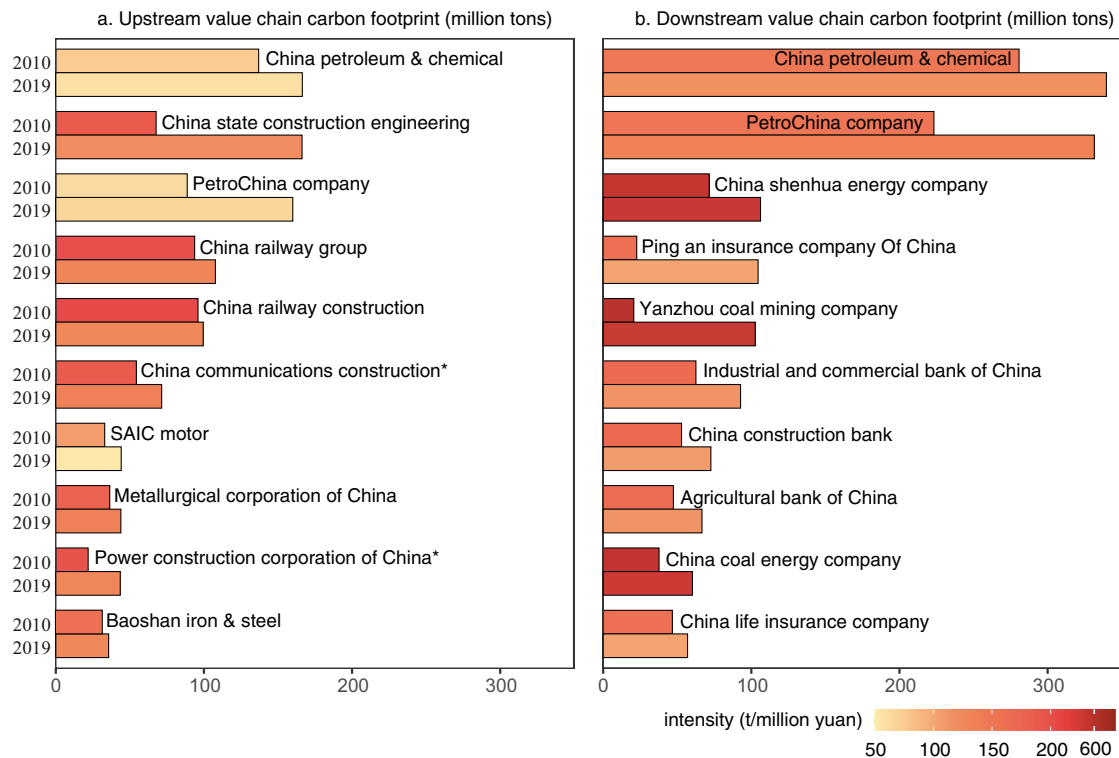 a. Upstream value chain carbon footprint (million tons)
2010 China petroleum & chemical
2019
2010 China state construction engineering
2019
2010 PetroChina company
2019
2010 China railway group
2019
2010 China railway construction
2019
2010 China communications construction*
2019
2010 SAIC motor
2019
2010 Metallurgical corporation of China
2019
2010 Power construction corporation of China*
2019
2010 Baoshan iron & steel
2019
0 100 200 300
b. Downstream value chain carbon footprint (million tons)
China petroleum & chemical
PetroChina company
China shenhua energy company
Ping an insurance company Of China
Yanzhou coal mining company
Industrial and commercial bank of China
China construction bank
Agricultural bank of China
China coal energy company
China life insurance company
0 100 200 300
intensity (t/million yuan)
50 100 150 200 600